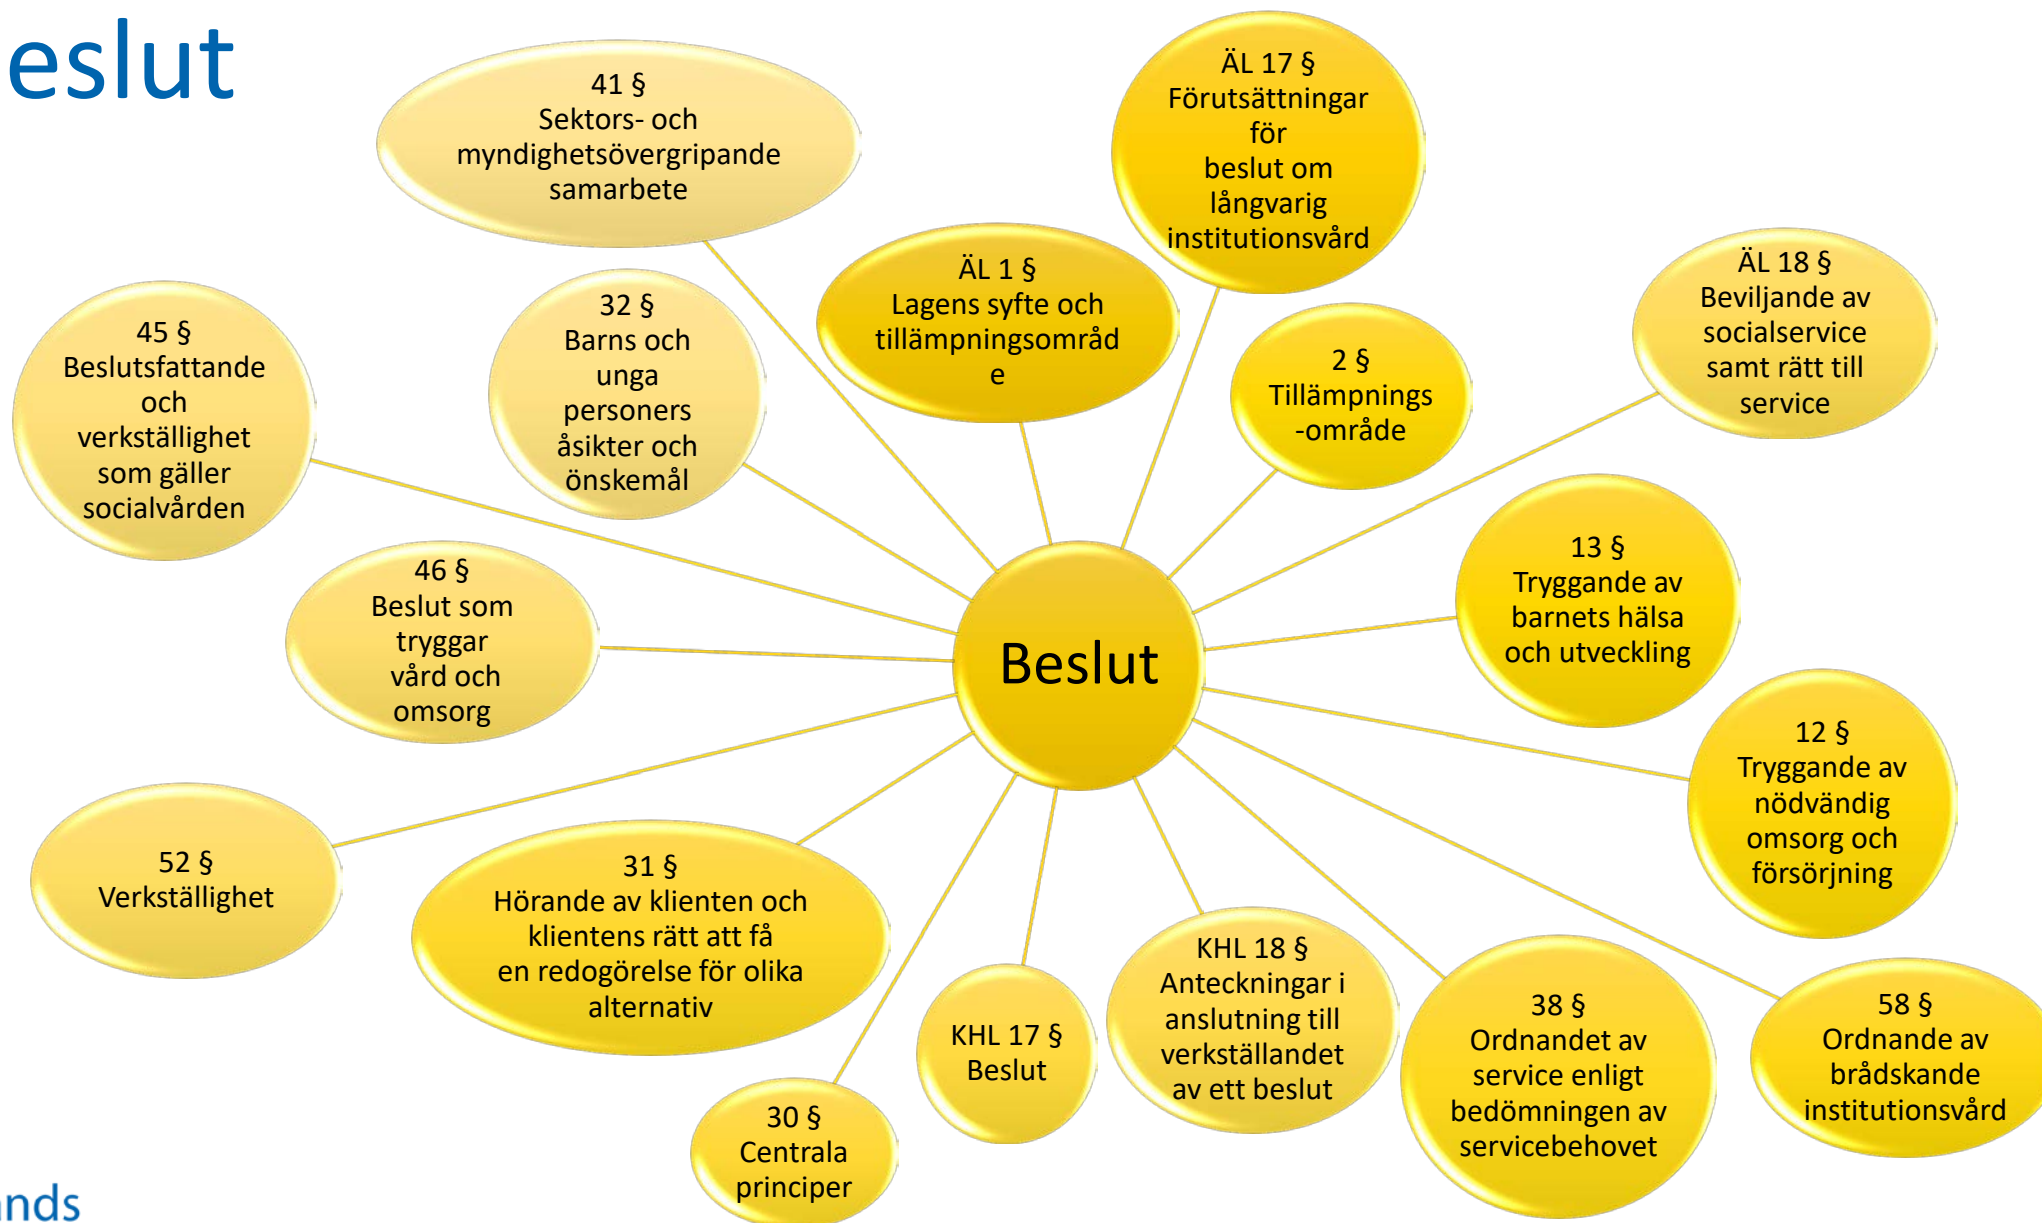 eslut
41 §
Sektors- och
myndighetsövergripande
samarbete
ÄL 17 §
Förutsättningar
för
beslut om
långvarig
institutionsvård
ÄL 1 §
Lagens syfte och
tillämpningsområd
e
ÄL 18 §
Beviljande av
socialservice
samt rätt till
service
32 §
Barns och
unga
personers
åsikter och
önskemål
45 §
Beslutsfattande
och
verkställighet
som gäller
socialvården
2 §
Tillämpnings
-område
13 §
Tryggande av
barnets hälsa
och utveckling
46 §
Beslut som
tryggar
vård och
omsorg
Beslut
12 §
Tryggande av
nödvändig
omsorg och
försörjning
52 §
Verkställighet
31 §
Hörande av klienten och
klientens rätt att få
en redogörelse för olika
alternativ
KHL 18 §
Anteckningar i
anslutning till
verkställandet
av ett beslut
38 §
Ordnandet av
service enligt
bedömningen av
servicebehovet
58 §
Ordnande av
brådskande
institutionsvård
KHL 17 §
Beslut
30 §
Centrala
principer
nds